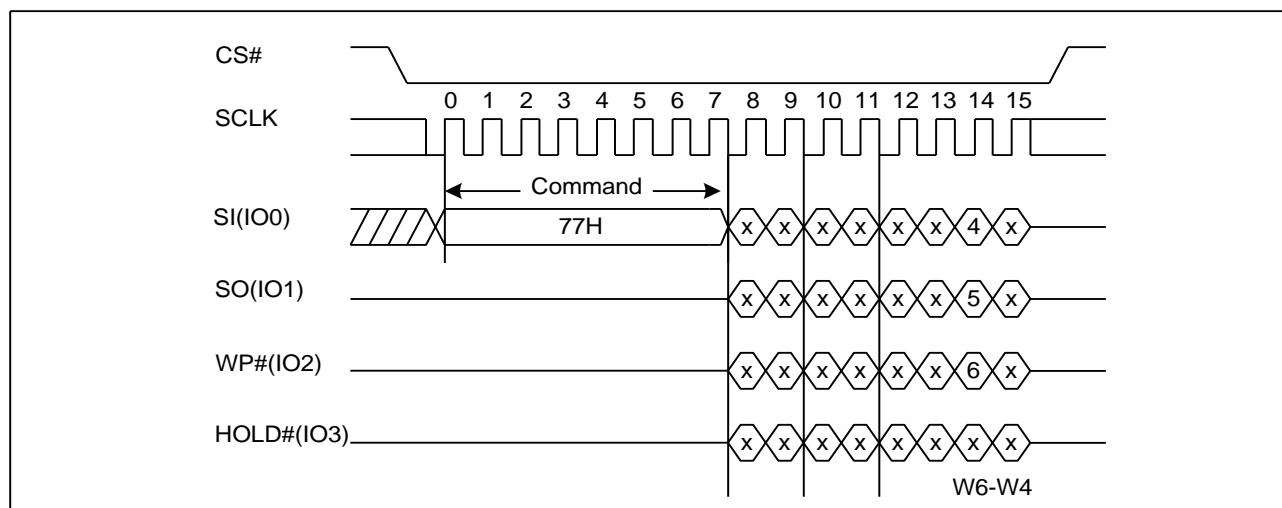 CS#
0 1 2 3 4 5 6 7 8 9 10 11 12 13 14 15
SCLK
Command
SI(IO0) 77H x x x x x x 4 x
SO(IO1) x x x x x x 5 x
WP#(IO2) x x x x x x 6 x
HOLD#(IO3) x x x x x x x x
W6-W4